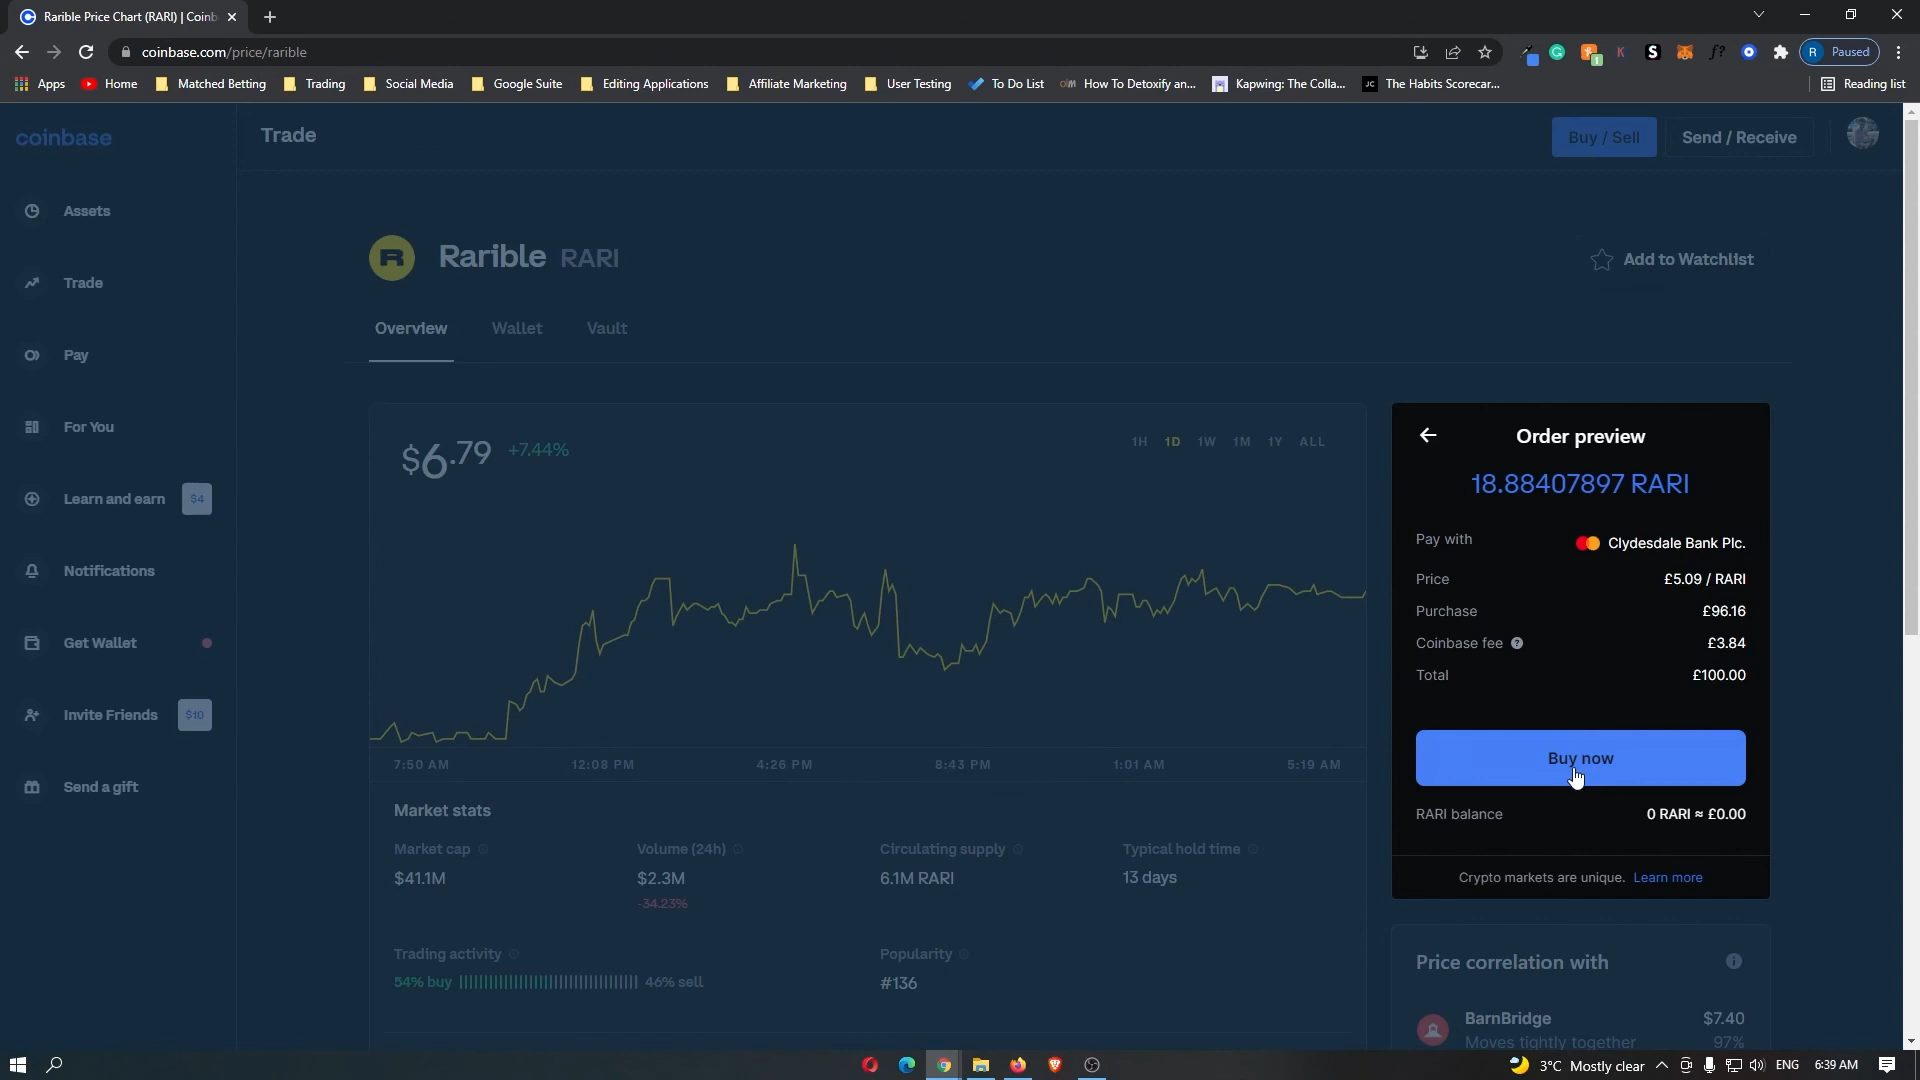 Rarible Price Chart (RARI) | Coinb
coinbase.com/price/rarible
Paused
Apps Home Matched Betting Trading Social Media Google Suite Editing Applications Affiliate Marketing User Testing To Do List How To Detoxify an... Kapwing: The Colla... The Habits Scorecar... Reading list
coinbase
Trade
Buy / Sell
Send / Receive
Assets
Trade
Pay
For You
Learn and earn $4
Notifications
Get Wallet
Invite Friends $10
Send a gift
Rarible RARI
Add to Watchlist
Overview Wallet Vault
$6.79 +7.44%
1H 1D 1W 1M 1Y ALL
7:50 AM 12:08 PM 4:26 PM 8:43 PM 1:01 AM 5:19 AM
Market stats
Market cap
$41.1M
Volume (24h)
$2.3M
-34.23%
Circulating supply
6.1M RARI
Typical hold time
13 days
Trading activity
54% buy 46% sell
Popularity
#136
Order preview
18.88407897 RARI
Pay with Clydesdale Bank Plc.
Price £5.09 / RARI
Purchase £96.16
Coinbase fee £3.84
Total £100.00
Buy now
RARI balance 0 RARI ≈ £0.00
Crypto markets are unique. Learn more
Price correlation with
BarnBridge $7.40
Moves tightly together 97%
3°C Mostly clear ENG 6:39 AM